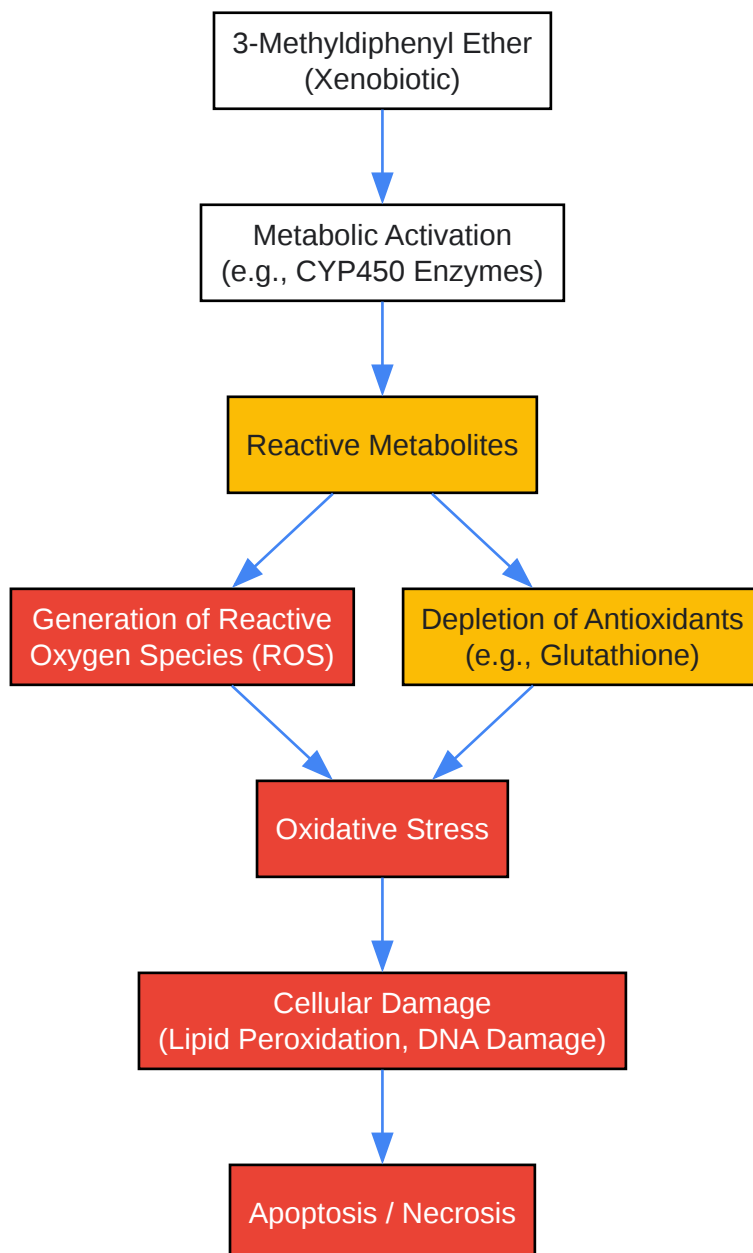 3-Methyldiphenyl Ether
(Xenobiotic)
Metabolic Activation
(e.g., CYP450 Enzymes)
Reactive Metabolites
Generation of Reactive
Oxygen Species (ROS)
Depletion of Antioxidants
(e.g., Glutathione)
Oxidative Stress
Cellular Damage
(Lipid Peroxidation, DNA Damage)
Apoptosis / Necrosis